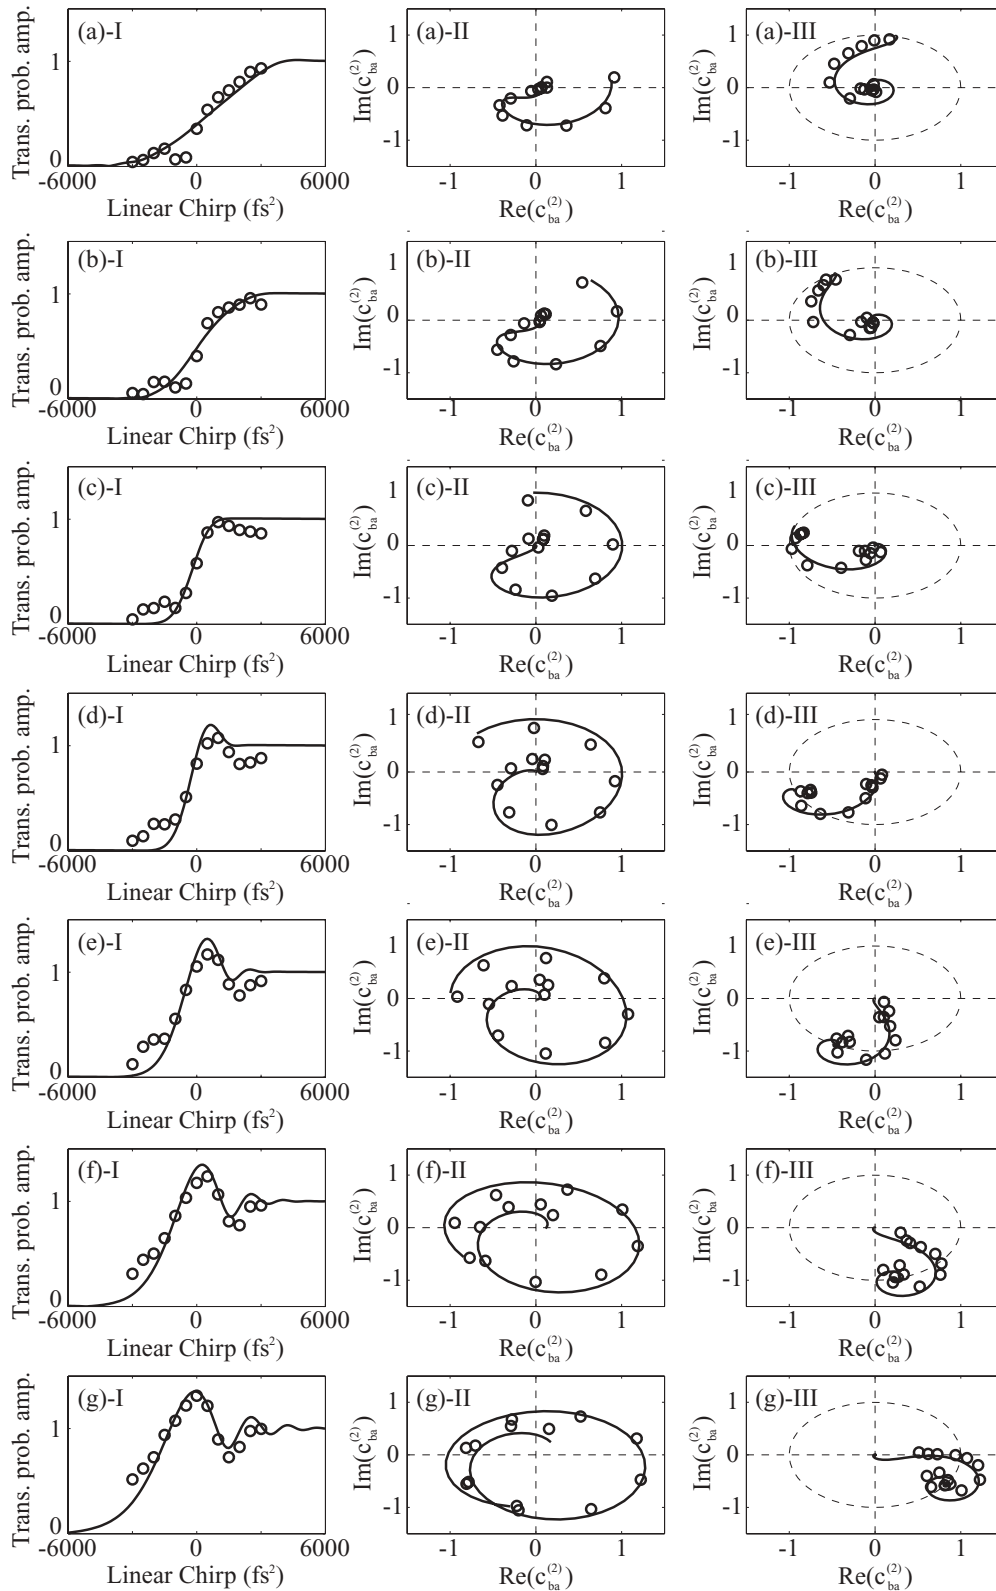 (a)-I
Trans. prob. amp.
1
0
-6000 0 6000
Linear Chirp (fs²)
(a)-II
Im(c_ba^(2))
1
0
-1
-1 0 1
Re(c_ba^(2))
(a)-III
Im(c_ba^(2))
1
0
-1
-1 0 1
Re(c_ba^(2))
(b)-I
Trans. prob. amp.
1
0
-6000 0 6000
Linear Chirp (fs²)
(b)-II
Im(c_ba^(2))
1
0
-1
-1 0 1
Re(c_ba^(2))
(b)-III
Im(c_ba^(2))
1
0
-1
-1 0 1
Re(c_ba^(2))
(c)-I
Trans. prob. amp.
1
0
-6000 0 6000
Linear Chirp (fs²)
(c)-II
Im(c_ba^(2))
1
0
-1
-1 0 1
Re(c_ba^(2))
(c)-III
Im(c_ba^(2))
1
0
-1
-1 0 1
Re(c_ba^(2))
(d)-I
Trans. prob. amp.
1
0
-6000 0 6000
Linear Chirp (fs²)
(d)-II
Im(c_ba^(2))
1
0
-1
-1 0 1
Re(c_ba^(2))
(d)-III
Im(c_ba^(2))
1
0
-1
-1 0 1
Re(c_ba^(2))
(e)-I
Trans. prob. amp.
1
0
-6000 0 6000
Linear Chirp (fs²)
(e)-II
Im(c_ba^(2))
1
0
-1
-1 0 1
Re(c_ba^(2))
(e)-III
Im(c_ba^(2))
1
0
-1
-1 0 1
Re(c_ba^(2))
(f)-I
Trans. prob. amp.
1
0
-6000 0 6000
Linear Chirp (fs²)
(f)-II
Im(c_ba^(2))
1
0
-1
-1 0 1
Re(c_ba^(2))
(f)-III
Im(c_ba^(2))
1
0
-1
-1 0 1
Re(c_ba^(2))
(g)-I
Trans. prob. amp.
1
0
-6000 0 6000
Linear Chirp (fs²)
(g)-II
Im(c_ba^(2))
1
0
-1
-1 0 1
Re(c_ba^(2))
(g)-III
Im(c_ba^(2))
1
0
-1
-1 0 1
Re(c_ba^(2))